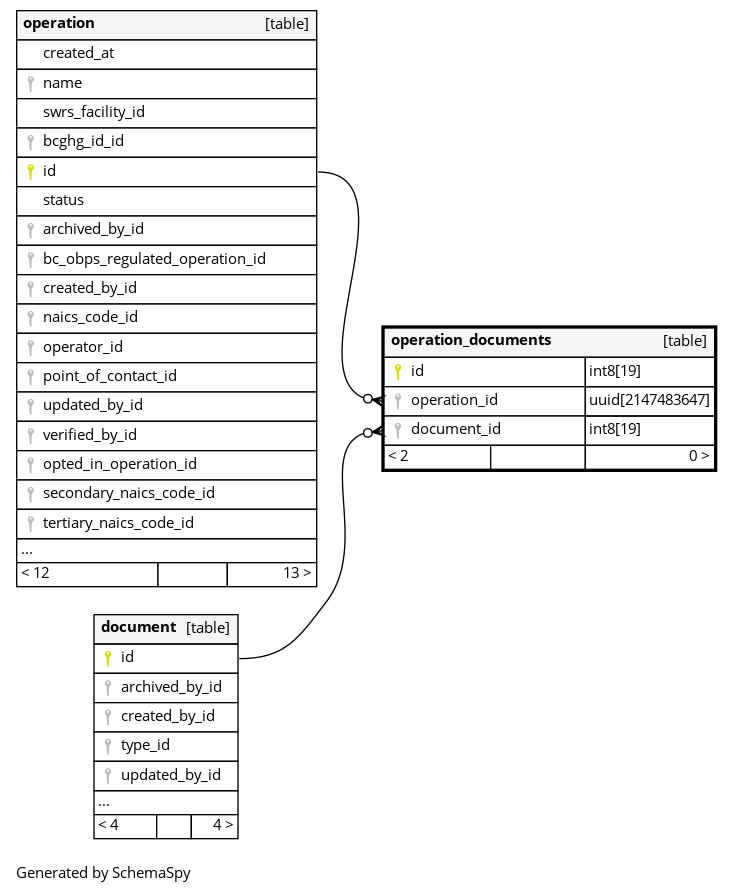 operation [table]
created_at
name
swrs_facility_id
bcghg_id_id
id
status
archived_by_id
bc_obps_regulated_operation_id
created_by_id
naics_code_id
operator_id
point_of_contact_id
updated_by_id
verified_by_id
opted_in_operation_id
secondary_naics_code_id
tertiary_naics_code_id
...
< 12 13 >
operation_documents [table]
id int8[19]
operation_id uuid[2147483647]
document_id int8[19]
< 2 0 >
document [table]
id
archived_by_id
created_by_id
type_id
updated_by_id
...
< 4 4 >
Generated by SchemaSpy